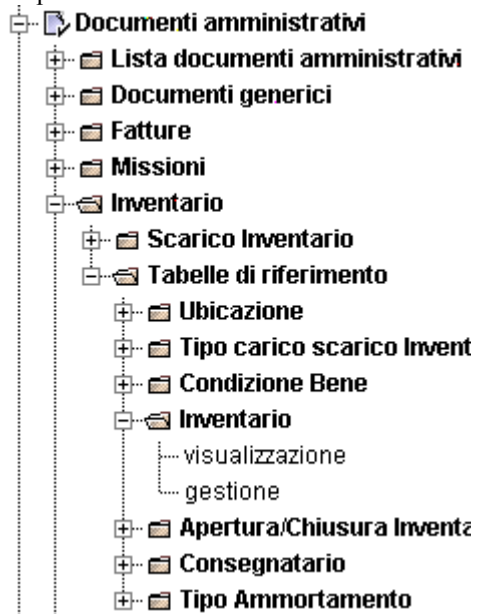 Documenti amministrativi
Lista documenti amministrativi
Documenti generici
Fatture
Missioni
Inventario
Scarico Inventario
Tabelle di riferimento
Ubicazione
Tipo carico scarico Invent
Condizione Bene
Inventario
visualizzazione
gestione
Apertura/Chiusura Inventa
Consegnatario
Tipo Ammortamento